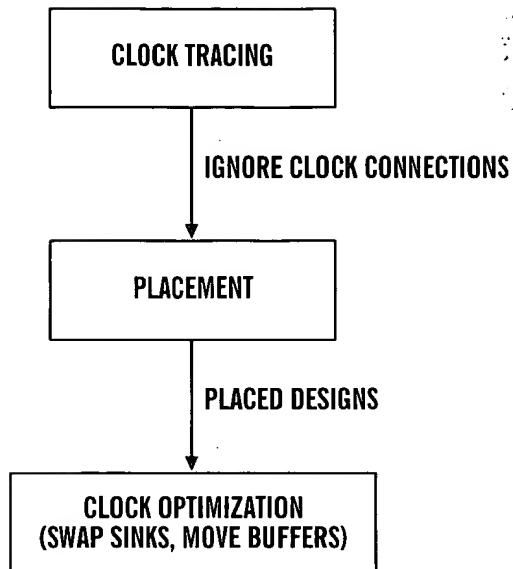 CLOCK TRACING
IGNORE CLOCK CONNECTIONS
PLACEMENT
PLACED DESIGNS
CLOCK OPTIMIZATION
(SWAP SINKS, MOVE BUFFERS)